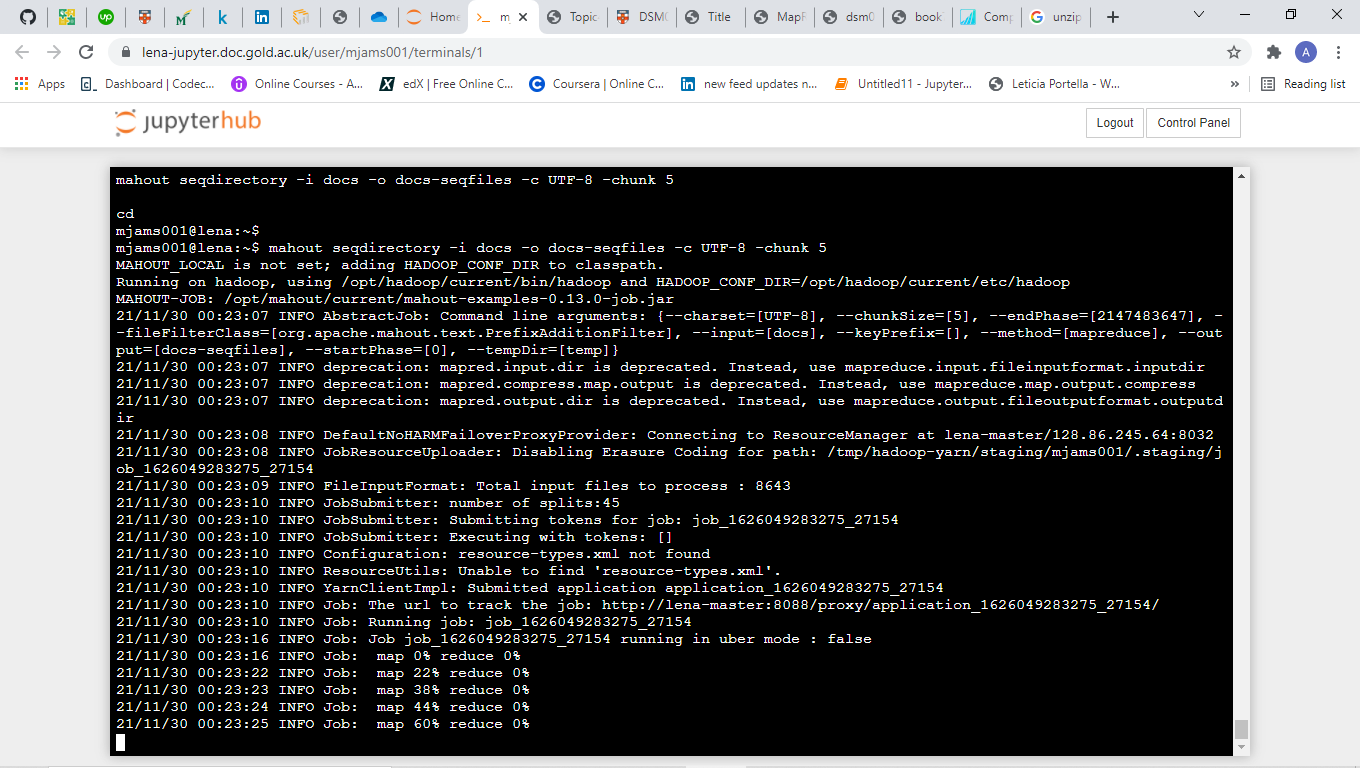 Home
m
Topic
DSM
Title
MapR
dsm0
book
Comp
unzip
lena-jupyter.doc.gold.ac.uk/user/mjams001/terminals/1
A
Apps
Dashboard | Codec...
Online Courses - A...
edX | Free Online C...
Coursera | Online C...
new feed updates n...
Untitled11 - Jupyter...
Leticia Portella - W...
»
Reading list
jupyterhub
Logout
Control Panel
mahout seqdirectory -i docs -o docs-seqfiles -c UTF-8 -chunk 5
cd
mjams001@lena:~$
mjams001@lena:~$ mahout seqdirectory -i docs -o docs-seqfiles -c UTF-8 -chunk 5
MAHOUT_LOCAL is not set; adding HADOOP_CONF_DIR to classpath.
Running on hadoop, using /opt/hadoop/current/bin/hadoop and HADOOP_CONF_DIR=/opt/hadoop/current/etc/hadoop
MAHOUT-JOB: /opt/mahout/current/mahout-examples-0.13.0-job.jar
21/11/30 00:23:07 INFO AbstractJob: Command line arguments: {--charset=[UTF-8], --chunkSize=[5], --endPhase=[2147483647], -
-fileFilterClass=[org.apache.mahout.text.PrefixAdditionFilter], --input=[docs], --keyPrefix=[], --method=[mapreduce], --out
put=[docs-seqfiles], --startPhase=[0], --tempDir=[temp]}
21/11/30 00:23:07 INFO deprecation: mapred.input.dir is deprecated. Instead, use mapreduce.input.fileinputformat.inputdir
21/11/30 00:23:07 INFO deprecation: mapred.compress.map.output is deprecated. Instead, use mapreduce.map.output.compress
21/11/30 00:23:07 INFO deprecation: mapred.output.dir is deprecated. Instead, use mapreduce.output.fileoutputformat.outputd
ir
21/11/30 00:23:08 INFO DefaultNoHARMFailoverProxyProvider: Connecting to ResourceManager at lena-master/128.86.245.64:8032
21/11/30 00:23:08 INFO JobResourceUploader: Disabling Erasure Coding for path: /tmp/hadoop-yarn/staging/mjams001/.staging/j
ob_1626049283275_27154
21/11/30 00:23:09 INFO FileInputFormat: Total input files to process : 8643
21/11/30 00:23:10 INFO JobSubmitter: number of splits:45
21/11/30 00:23:10 INFO JobSubmitter: Submitting tokens for job: job_1626049283275_27154
21/11/30 00:23:10 INFO JobSubmitter: Executing with tokens: []
21/11/30 00:23:10 INFO Configuration: resource-types.xml not found
21/11/30 00:23:10 INFO ResourceUtils: Unable to find 'resource-types.xml'.
21/11/30 00:23:10 INFO YarnClientImpl: Submitted application application_1626049283275_27154
21/11/30 00:23:10 INFO Job: The url to track the job: http://lena-master:8088/proxy/application_1626049283275_27154/
21/11/30 00:23:10 INFO Job: Running job: job_1626049283275_27154
21/11/30 00:23:16 INFO Job: Job job_1626049283275_27154 running in uber mode : false
21/11/30 00:23:16 INFO Job:  map 0% reduce 0%
21/11/30 00:23:22 INFO Job:  map 22% reduce 0%
21/11/30 00:23:23 INFO Job:  map 38% reduce 0%
21/11/30 00:23:24 INFO Job:  map 44% reduce 0%
21/11/30 00:23:25 INFO Job:  map 60% reduce 0%